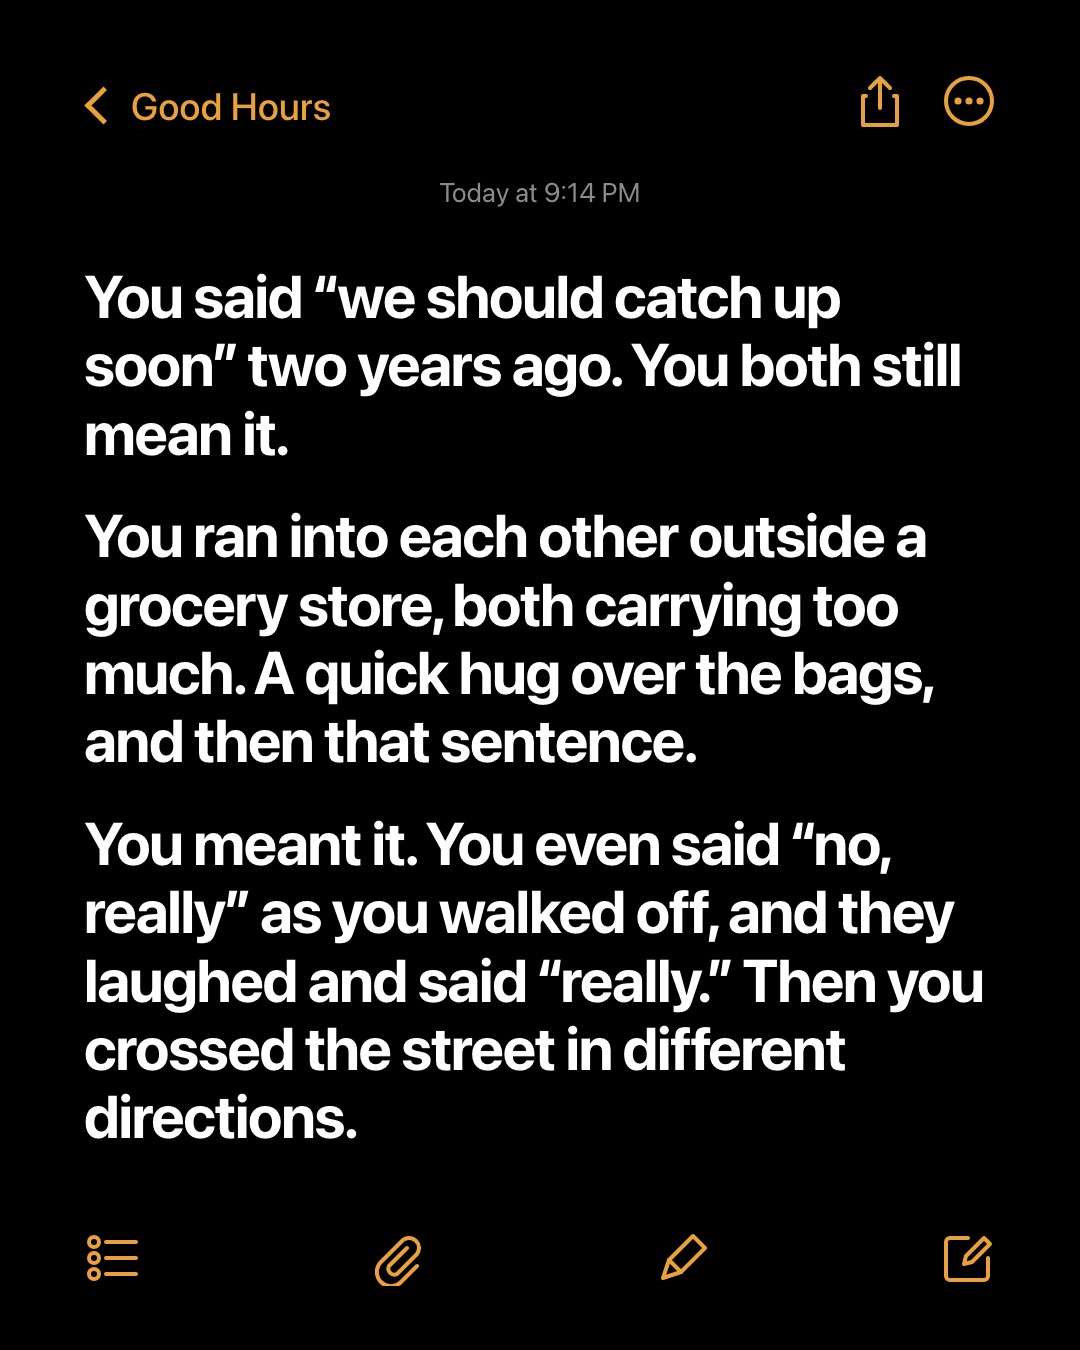 Good Hours
Today at 9:14 PM
You said “we should catch up
soon” two years ago. You both still
mean it.
You ran into each other outside a
grocery store, both carrying too
much. A quick hug over the bags,
and then that sentence.
You meant it. You even said “no,
really” as you walked off, and they
laughed and said “really.” Then you
crossed the street in different
directions.